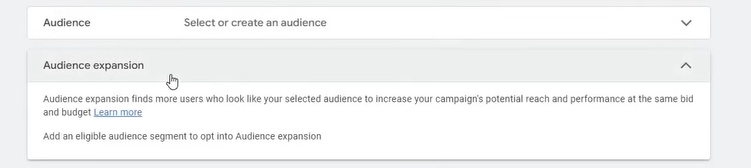 Audience Select or create an audience
Audience expansion
Audience expansion finds more users who look like your selected audience to increase your campaign's potential reach and performance at the same bid
and budget Learn more
Add an eligible audience segment to opt into Audience expansion